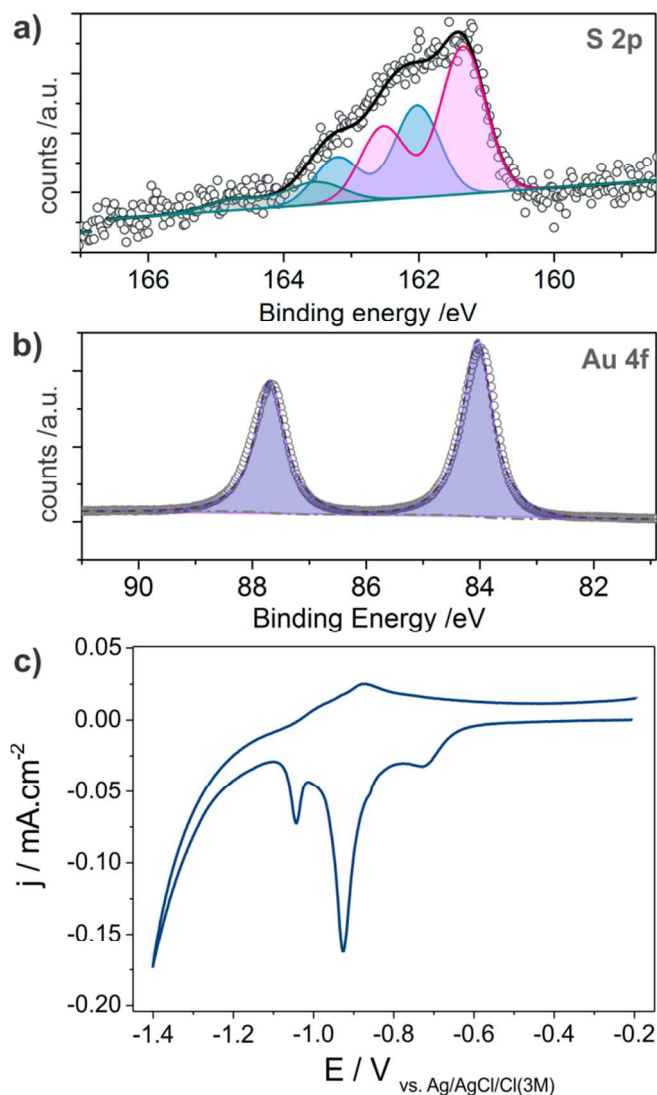 a)
S 2p
counts /a.u.
166 164 162 160
Binding energy /eV
b)
Au 4f
counts /a.u.
90 88 86 84 82
Binding Energy /eV
c)
0.05
0.00
-0.05
-0.10
-0.15
-0.20
j / mA.cm-2
-1.4 -1.2 -1.0 -0.8 -0.6 -0.4 -0.2
E / V vs. Ag/AgCl/Cl(3M)